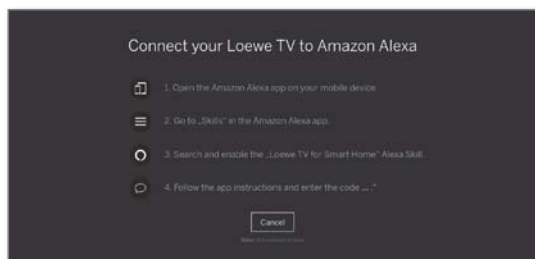 Connect your Loewe TV to Amazon Alexa
1. Open the Amazon Alexa app on your mobile device
2. Go to „Skills" in the Amazon Alexa app.
3. Search and enable the „Loewe TV for Smart Home" Alexa Skill.
4. Follow the app instructions and enter the code ... ."
Cancel